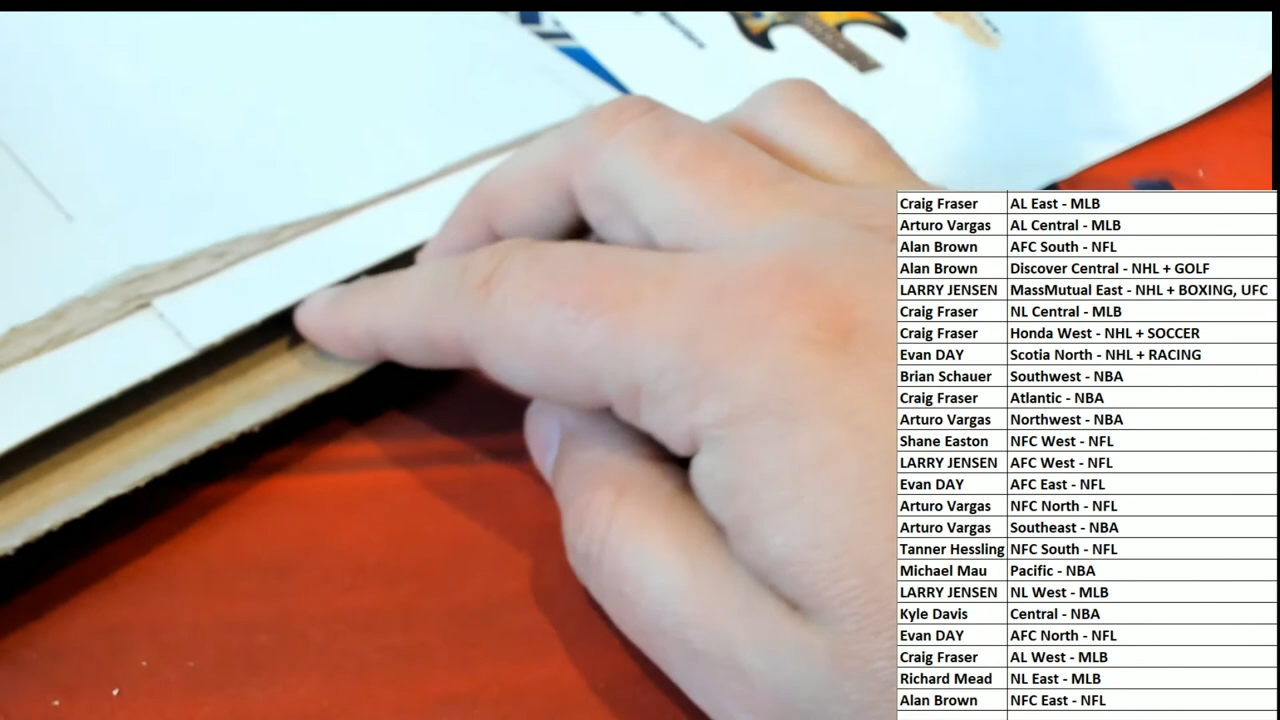 Craig Fraser AL East - MLB
Arturo Vargas AL Central - MLB
Alan Brown AFC South - NFL
Alan Brown Discover Central - NHL + GOLF
LARRY JENSEN MassMutual East - NHL + BOXING, UFC
Craig Fraser NL Central - MLB
Craig Fraser Honda West - NHL + SOCCER
Evan DAY Scotia North - NHL + RACING
Brian Schauer Southwest - NBA
Craig Fraser Atlantic - NBA
Arturo Vargas Northwest - NBA
Shane Easton NFC West - NFL
LARRY JENSEN AFC West - NFL
Evan DAY AFC East - NFL
Arturo Vargas NFC North - NFL
Arturo Vargas Southeast - NBA
Tanner Hessling NFC South - NFL
Michael Mau Pacific - NBA
LARRY JENSEN NL West - MLB
Kyle Davis Central - NBA
Evan DAY AFC North - NFL
Craig Fraser AL West - MLB
Richard Mead NL East - MLB
Alan Brown NFC East - NFL